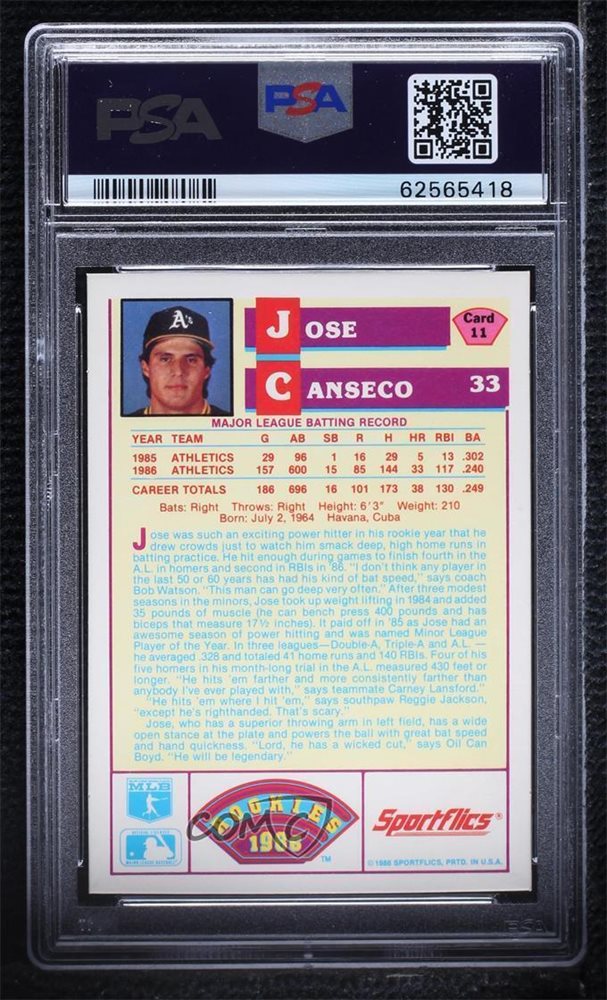 PSA
PSA
62565418
A's
JOSE
Card
11
CANSECO 33
MAJOR LEAGUE BATTING RECORD
YEAR TEAM G AB SB R H HR RBI BA
1985 ATHLETICS 29 96 1 16 29 5 13 .302
1986 ATHLETICS 157 600 15 85 144 33 117 .240
CAREER TOTALS 186 696 16 101 173 38 130 .249
Bats: Right Throws: Right Height: 6'3" Weight: 210
Born: July 2, 1964 Havana, Cuba
Jose was such an exciting power hitter in his rookie year that he
drew crowds just to watch him smack deep, high home runs in
batting practice. He hit enough during games to finish fourth in the
A.L. in homers and second in RBIs in '86. "I don't think any player in
the last 50 or 60 years has had his kind of bat speed," says coach
Bob Watson. "This man can go deep very often." After three modest
seasons in the minors, Jose took up weight lifting in 1984 and added
35 pounds of muscle (he can bench press 400 pounds and has
biceps that measure 17½ inches). It paid off in '85 as Jose had an
awesome season of power hitting and was named Minor League
Player of the Year. In three leagues—Double-A, Triple-A and A.L. —
he averaged .328 and totaled 41 home runs and 140 RBIs. Four of his
five homers in his month-long trial in the A.L. measured 430 feet or
longer. "He hits 'em farther and more consistently farther than
anybody I've ever played with," says teammate Carney Lansford.
"He hits 'em where I hit 'em," says southpaw Reggie Jackson,
"except he's righthanded. That's scary."
Jose, who has a superior throwing arm in left field, has a wide
open stance at the plate and powers the ball with great bat speed
and hand quickness. "Lord, he has a wicked cut," says Oil Can
Boyd. "He will be legendary."
MLB
ROOKIES
1986
TM
COMC
Sportflics®
© 1986 SPORTFLICS, PRTD. IN U.S.A.
MAJOR LEAGUE BASEBALL
PSA